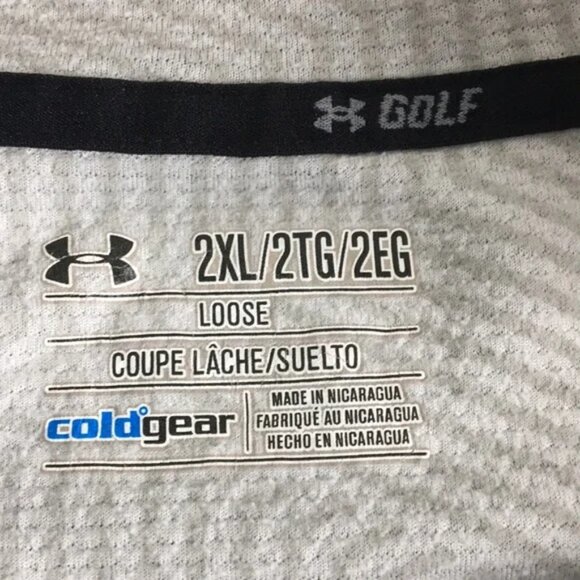 GOLF
2XL/2TG/2EG
LOOSE
COUPE LÂCHE/SUELTO
coldgear
MADE IN NICARAGUA
FABRIQUÉ AU NICARAGUA
HECHO EN NICARAGUA